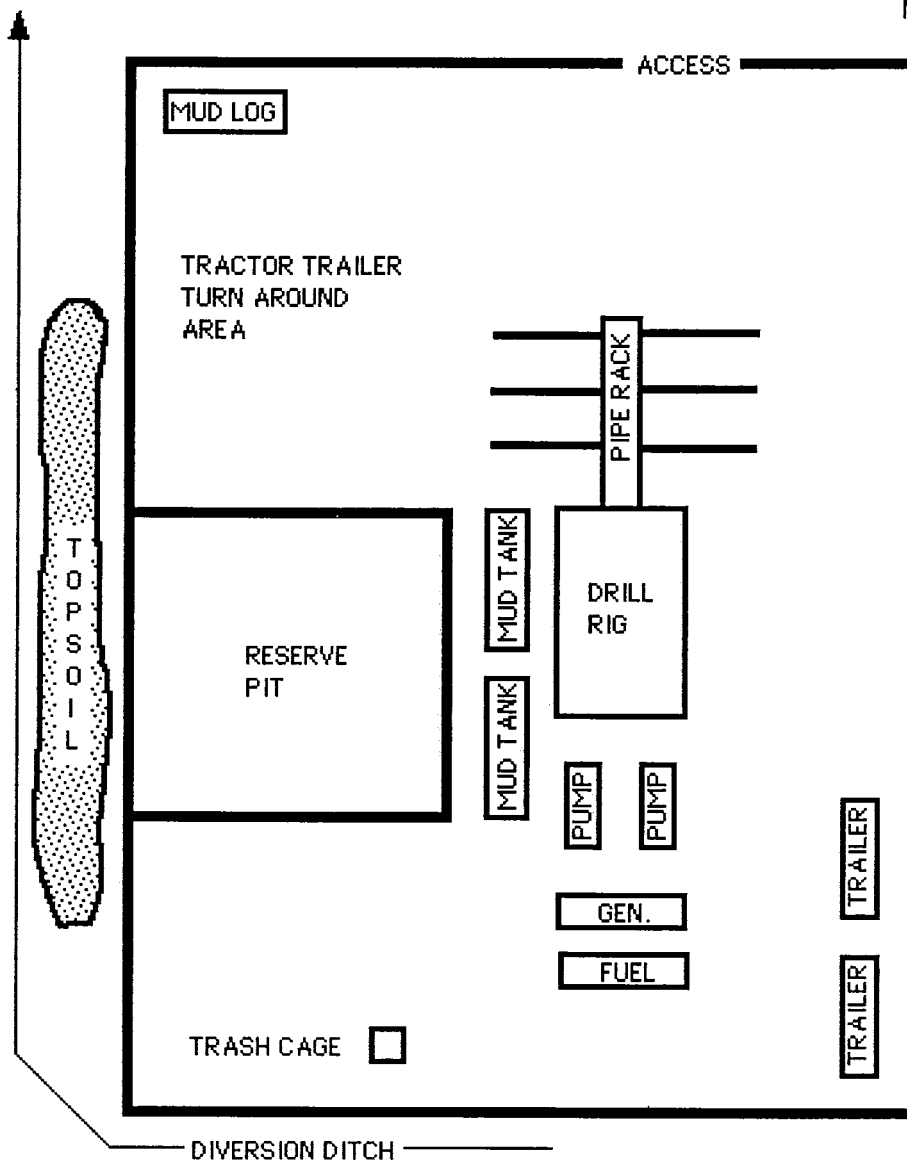 ACCESS
MUD LOG
TRACTOR TRAILER
TURN AROUND
AREA
PIPE RACK
TOPSOIL
MUD TANK
DRILL
RIG
RESERVE
PIT
MUD TANK
PUMP
PUMP
TRAILER
GEN.
FUEL
TRAILER
TRASH CAGE
DIVERSION DITCH